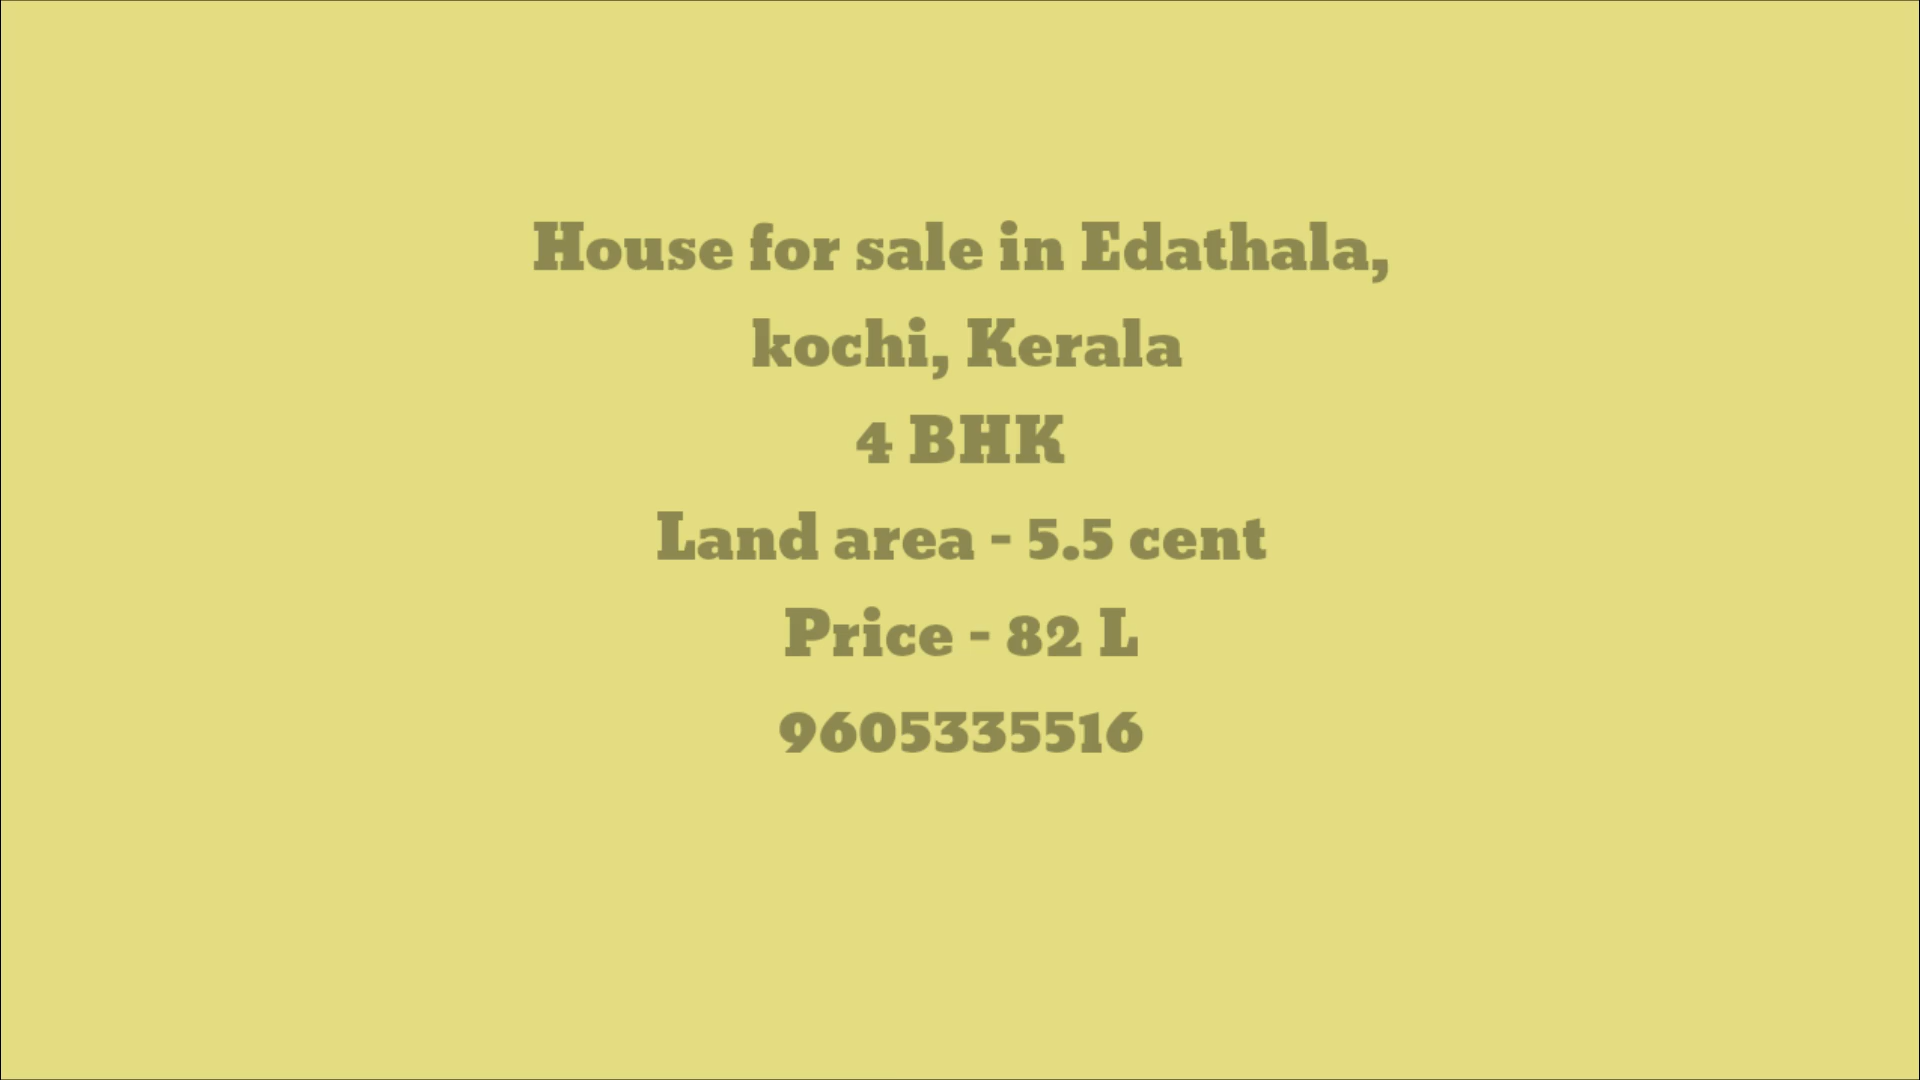 House for sale in Edathala,
kochi, Kerala
4 BHK
Land area - 5.5 cent
Price - 82 L
9605335516